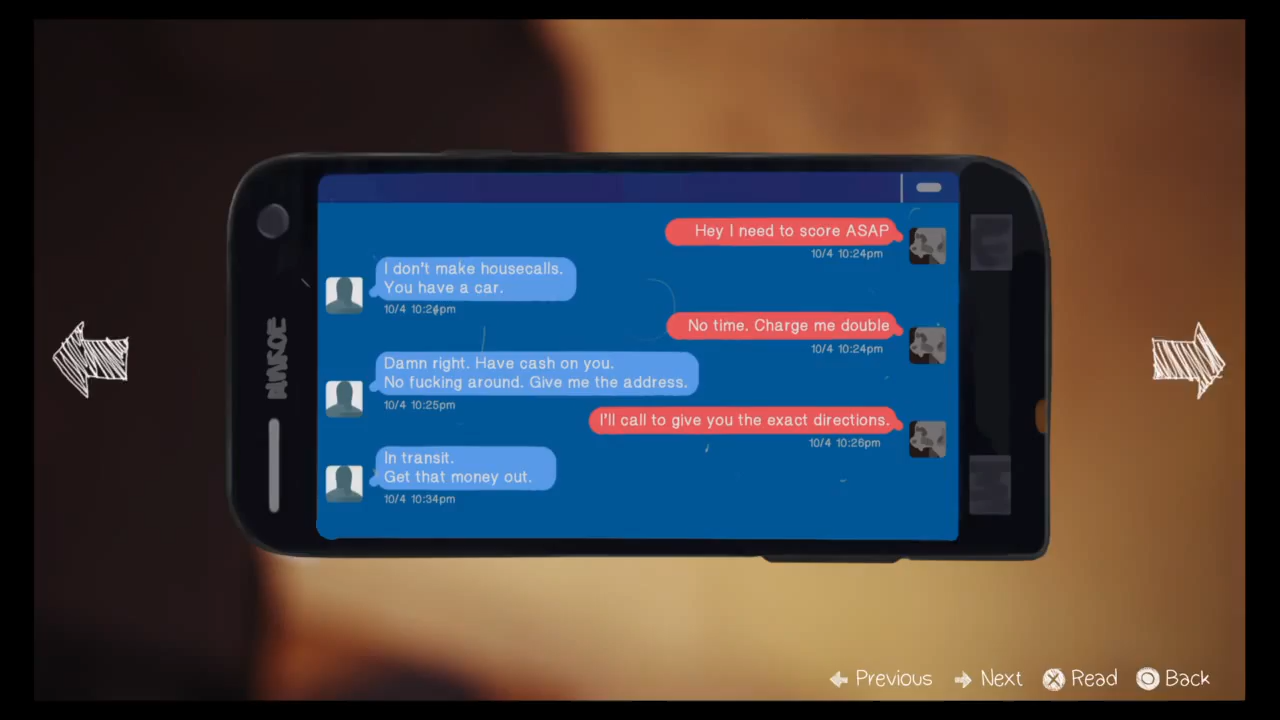 Hey I need to score ASAP
10/4 10:24pm
I don't make housecalls.
You have a car.
10/4 10:24pm
No time. Charge me double
10/4 10:24pm
Damn right. Have cash on you.
No fucking around. Give me the address.
10/4 10:25pm
I'll call to give you the exact directions.
10/4 10:26pm
In transit.
Get that money out.
10/4 10:34pm
Previous Next Read Back